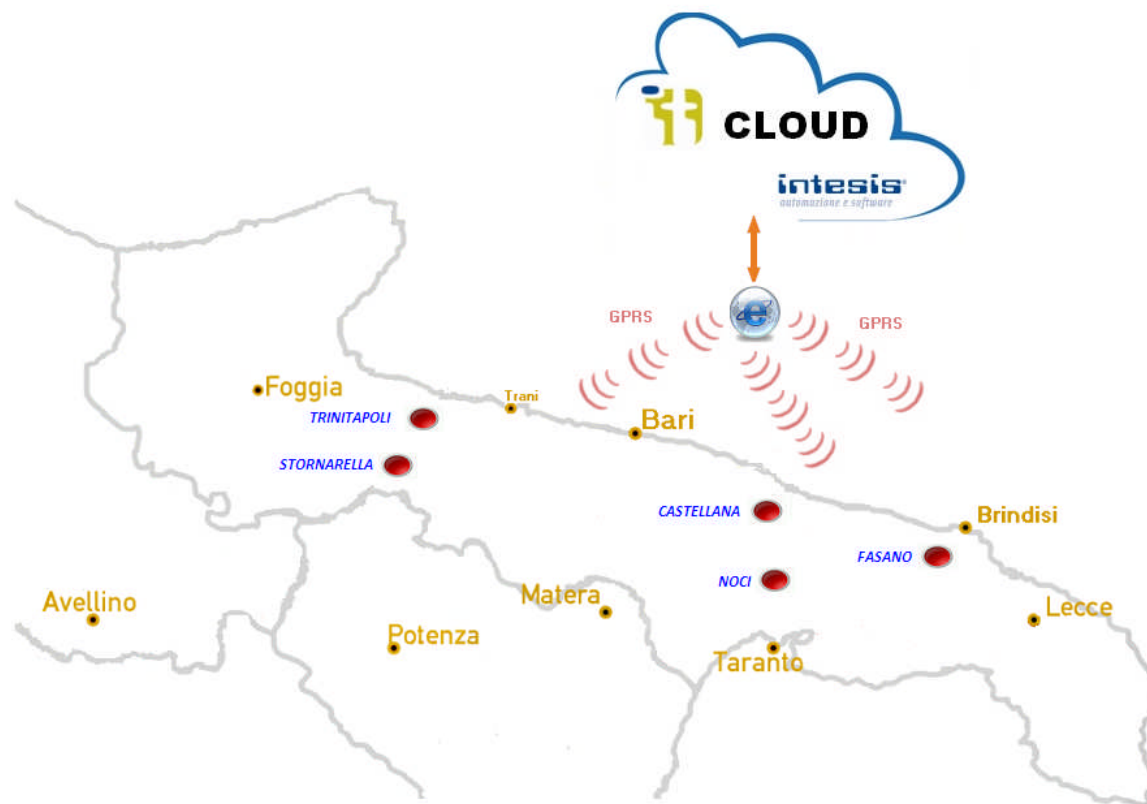 CLOUD
intesis®
automazione e software
GPRS
GPRS
Foggia
Trani
TRINITAPOLI
Bari
STORNARELLA
CASTELLANA
Brindisi
FASANO
NOCI
Matera
Avellino
Lecce
Potenza
Taranto